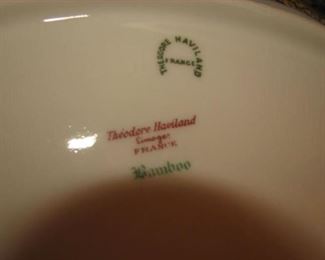 THEODORE HAVILAND
FRANCE
Theodore Haviland
Limoges
FRANCE
Bamboo